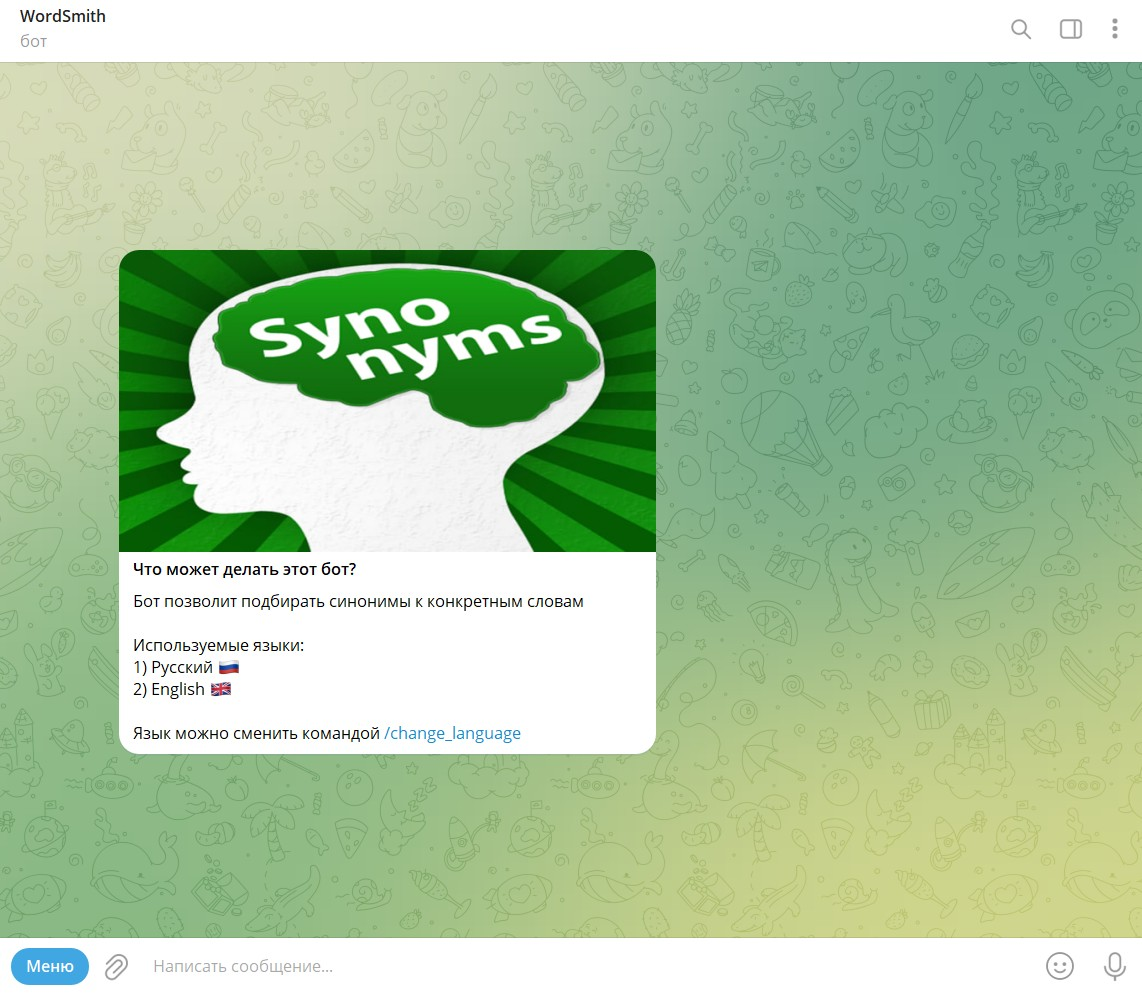 WordSmith
бот
Syno
nyms
Что может делать этот бот?
Бот позволит подбирать синонимы к конкретным словам
Используемые языки:
1) Русский 🇷🇺
2) English 🇬🇧
Язык можно сменить командой /change_language
Меню
Написать сообщение...